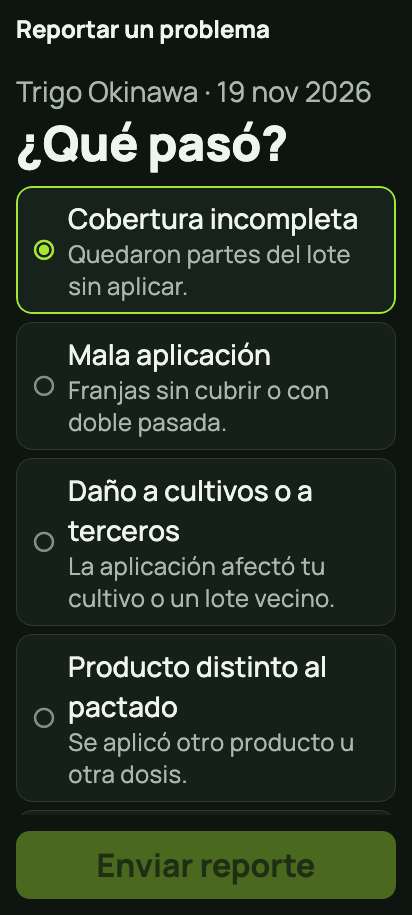 Reportar un problema
Trigo Okinawa · 19 nov 2026
¿Qué pasó?
Cobertura incompleta
Quedaron partes del lote
sin aplicar.
Mala aplicación
Franjas sin cubrir o con
doble pasada.
Daño a cultivos o a
terceros
La aplicación afectó tu
cultivo o un lote vecino.
Producto distinto al
pactado
Se aplicó otro producto u
otra dosis.
Enviar reporte